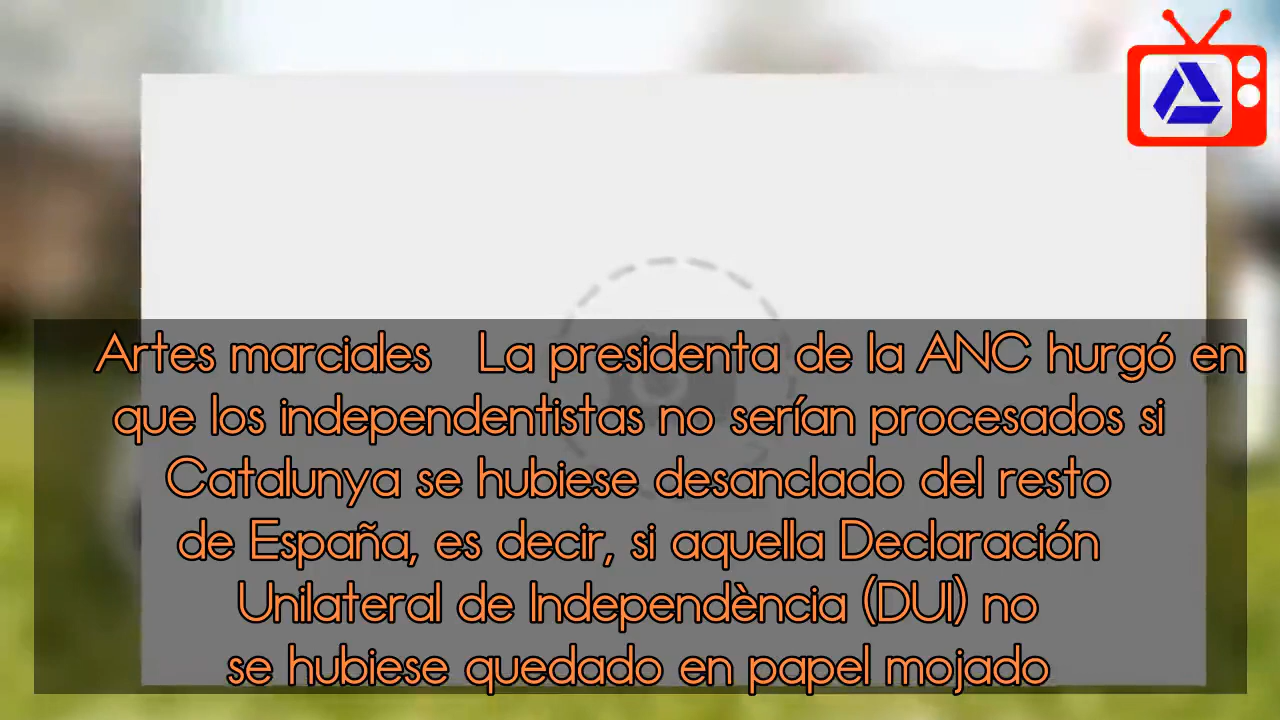 Artes marciales La presidenta de la ANC hurgó en
que los independentistas no serían procesados si
Catalunya se hubiese desanclado del resto
de España, es decir, si aquella Declaración
Unilateral de Independència (DUI) no
se hubiese quedado en papel mojado